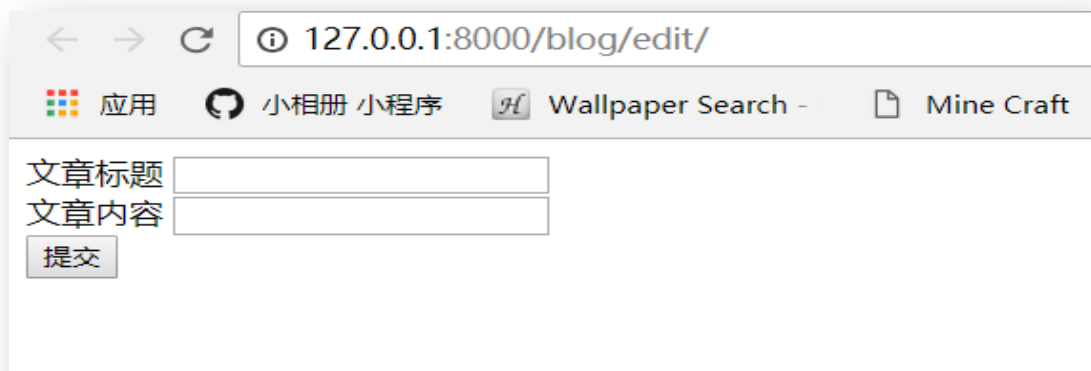 127.0.0.1:8000/blog/edit/
应用 小相册 小程序 H Wallpaper Search - Mine Craft
文章标题
文章内容
提交